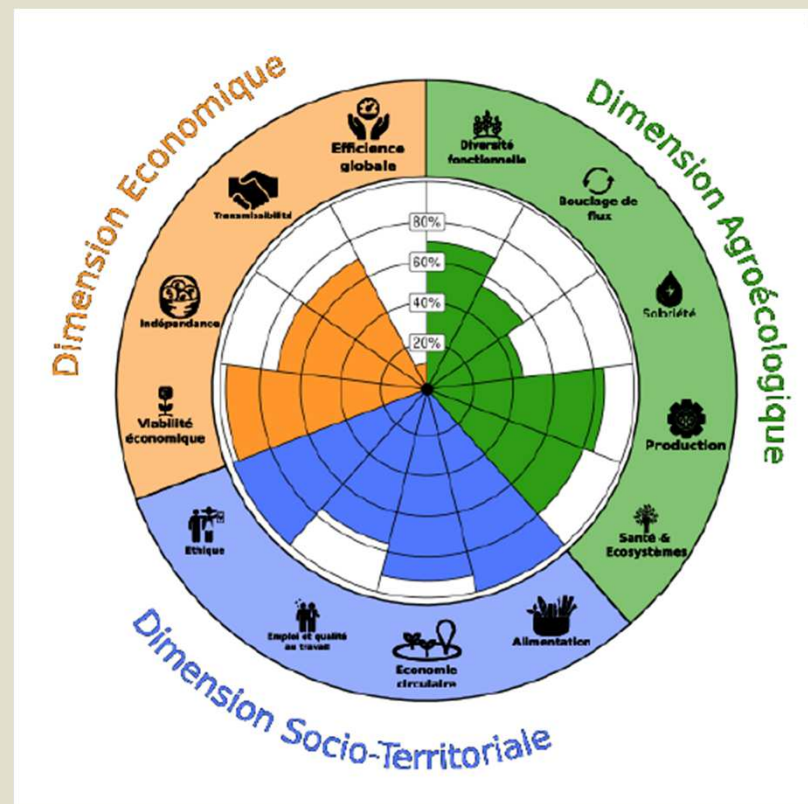 Dimension Economique
Dimension Agroécologique
Dimension Socio-Territoriale
Efficience
globale
Transmissibilité
Indépendance
Viabilité
économique
Diversité
fonctionnelle
Bouclage de
flux
Sobriété
Production
Santé &
Ecosystèmes
Alimentation
Economie
circulaire
Emploi et qualité
au travail
Ethique
80%
60%
40%
20%